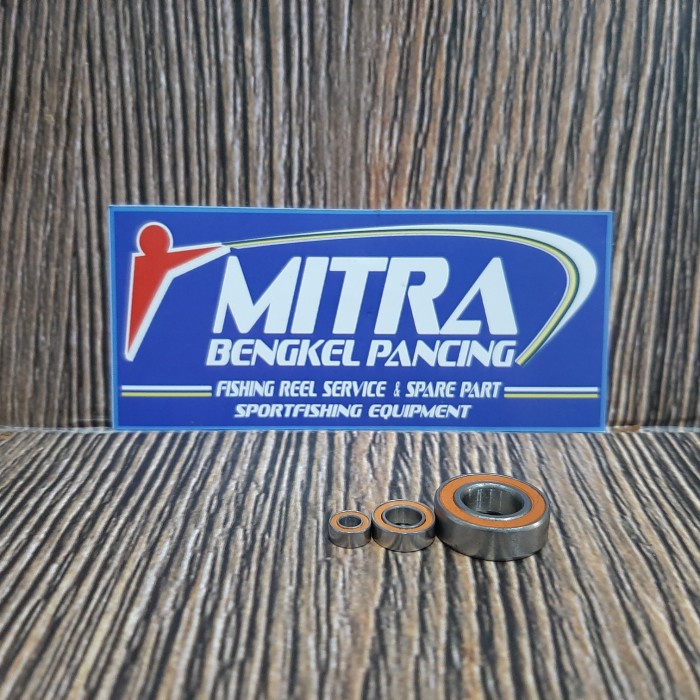 MITRA
BENGKEL PANCING
FISHING REEL SERVICE & SPARE PART
SPORTFISHING EQUIPMENT